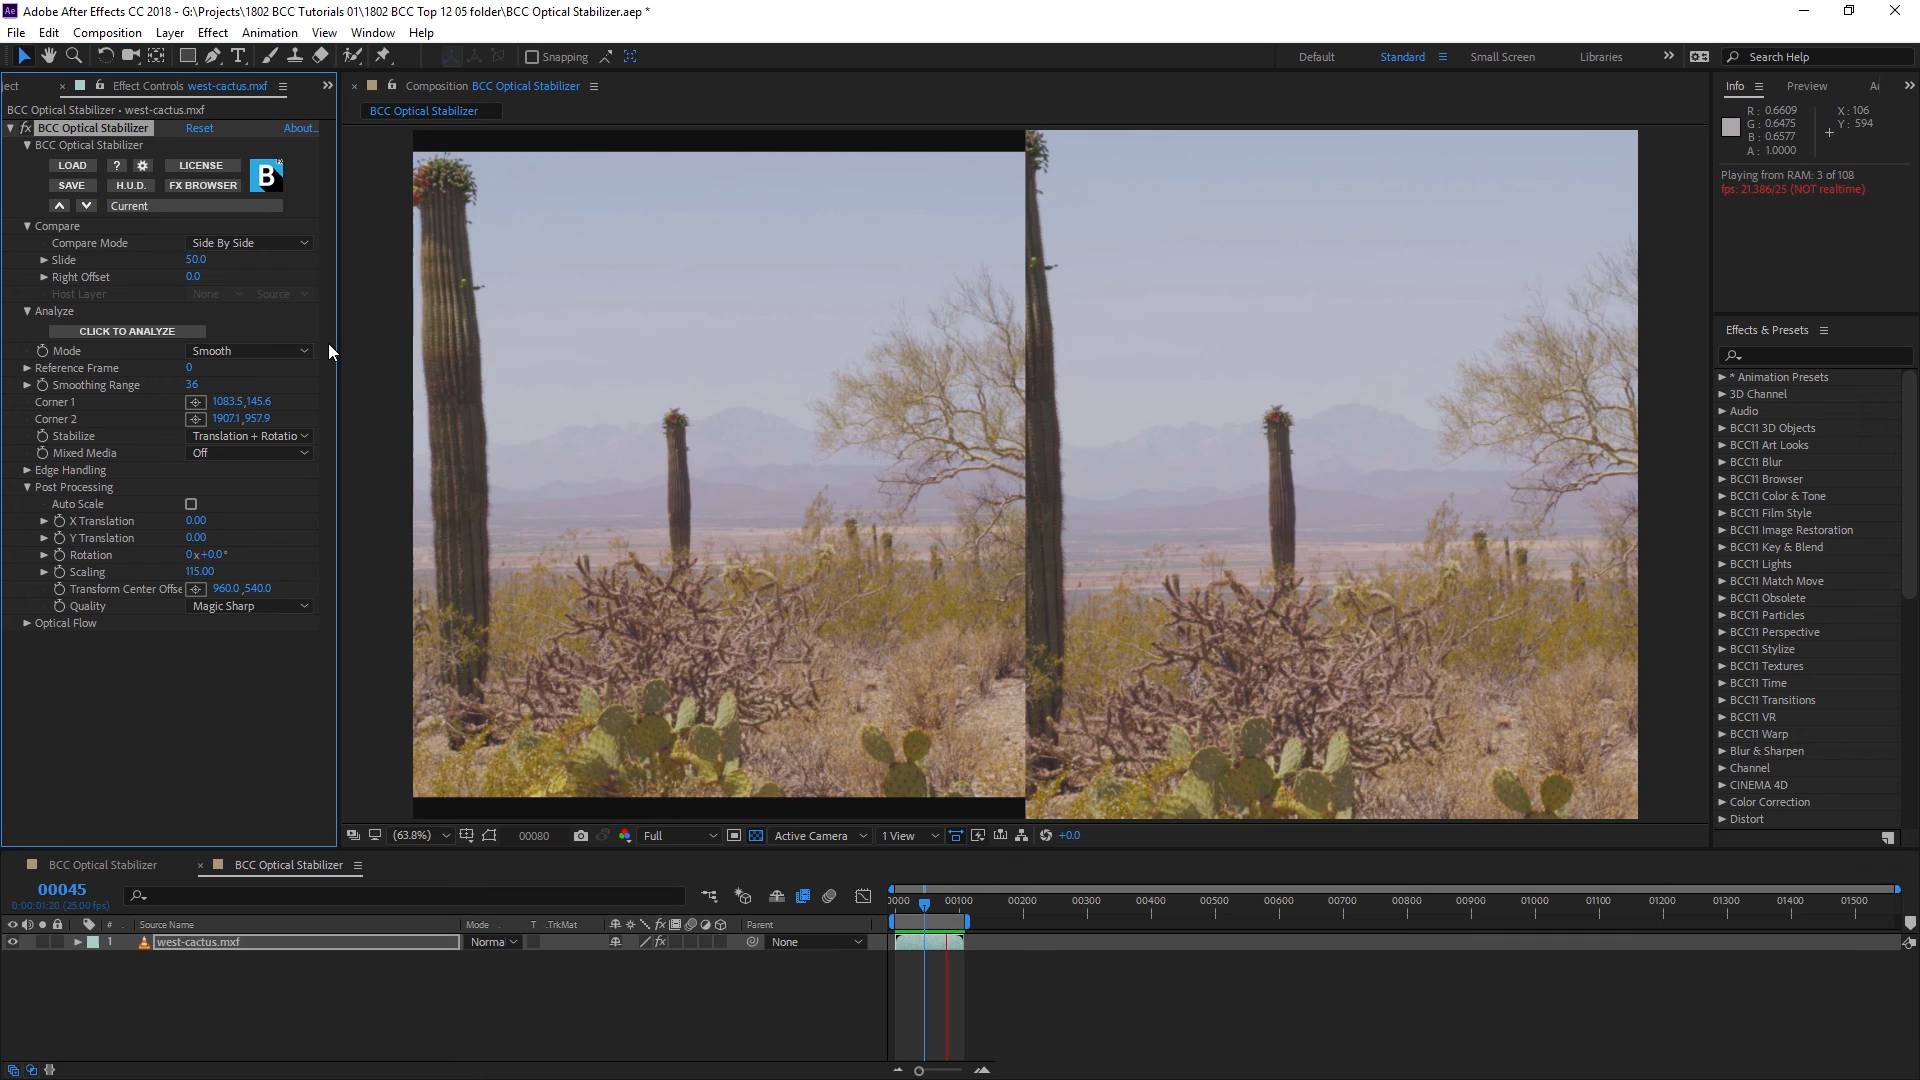 Ae Adobe After Effects CC 2018 - G:\Projects\1802 BCC Tutorials 01\1802 BCC Top 12 05 folder\BCC Optical Stabilizer.aep *
File Edit Composition Layer Effect Animation View Window Help
Snapping Default Standard Small Screen Libraries Search Help
ject Effect Controls west-cactus.mxf
BCC Optical Stabilizer • west-cactus.mxf
fx BCC Optical Stabilizer Reset About...
BCC Optical Stabilizer
LOAD ? LICENSE
SAVE H.U.D. FX BROWSER B
Current
Compare
Compare Mode Side By Side
Slide 50.0
Right Offset 0.0
Host Layer None Source
Analyze
CLICK TO ANALYZE
Mode Smooth
Reference Frame 0
Smoothing Range 36
Corner 1 1083.5,145.6
Corner 2 1907.1,957.9
Stabilize Translation + Rotatio
Mixed Media Off
Edge Handling
Post Processing
Auto Scale
X Translation 0.00
Y Translation 0.00
Rotation 0x+0.0°
Scaling 115.00
Transform Center Offse 960.0,540.0
Quality Magic Sharp
Optical Flow
Composition BCC Optical Stabilizer
BCC Optical Stabilizer
(63.8%) 00080 Full Active Camera 1 View +0.0
Info Preview
R: 0.6609 X: 106
G: 0.6475 Y: 594
B: 0.6577
A: 1.0000
Playing from RAM: 3 of 108
fps: 21.386/25 (NOT realtime)
Effects & Presets
* Animation Presets
3D Channel
Audio
BCC11 3D Objects
BCC11 Art Looks
BCC11 Blur
BCC11 Browser
BCC11 Color & Tone
BCC11 Film Style
BCC11 Image Restoration
BCC11 Key & Blend
BCC11 Lights
BCC11 Match Move
BCC11 Obsolete
BCC11 Particles
BCC11 Perspective
BCC11 Stylize
BCC11 Textures
BCC11 Time
BCC11 Transitions
BCC11 VR
BCC11 Warp
Blur & Sharpen
Channel
CINEMA 4D
Color Correction
Distort
BCC Optical Stabilizer BCC Optical Stabilizer
00045
0:00:01:20 (25.00 fps)
0000 00100 00200 00300 00400 00500 00600 00700 00800 00900 01000 01100 01200 01300 01400 01500
# Source Name Mode T .TrkMat fx Parent
1 west-cactus.mxf Norma fx None